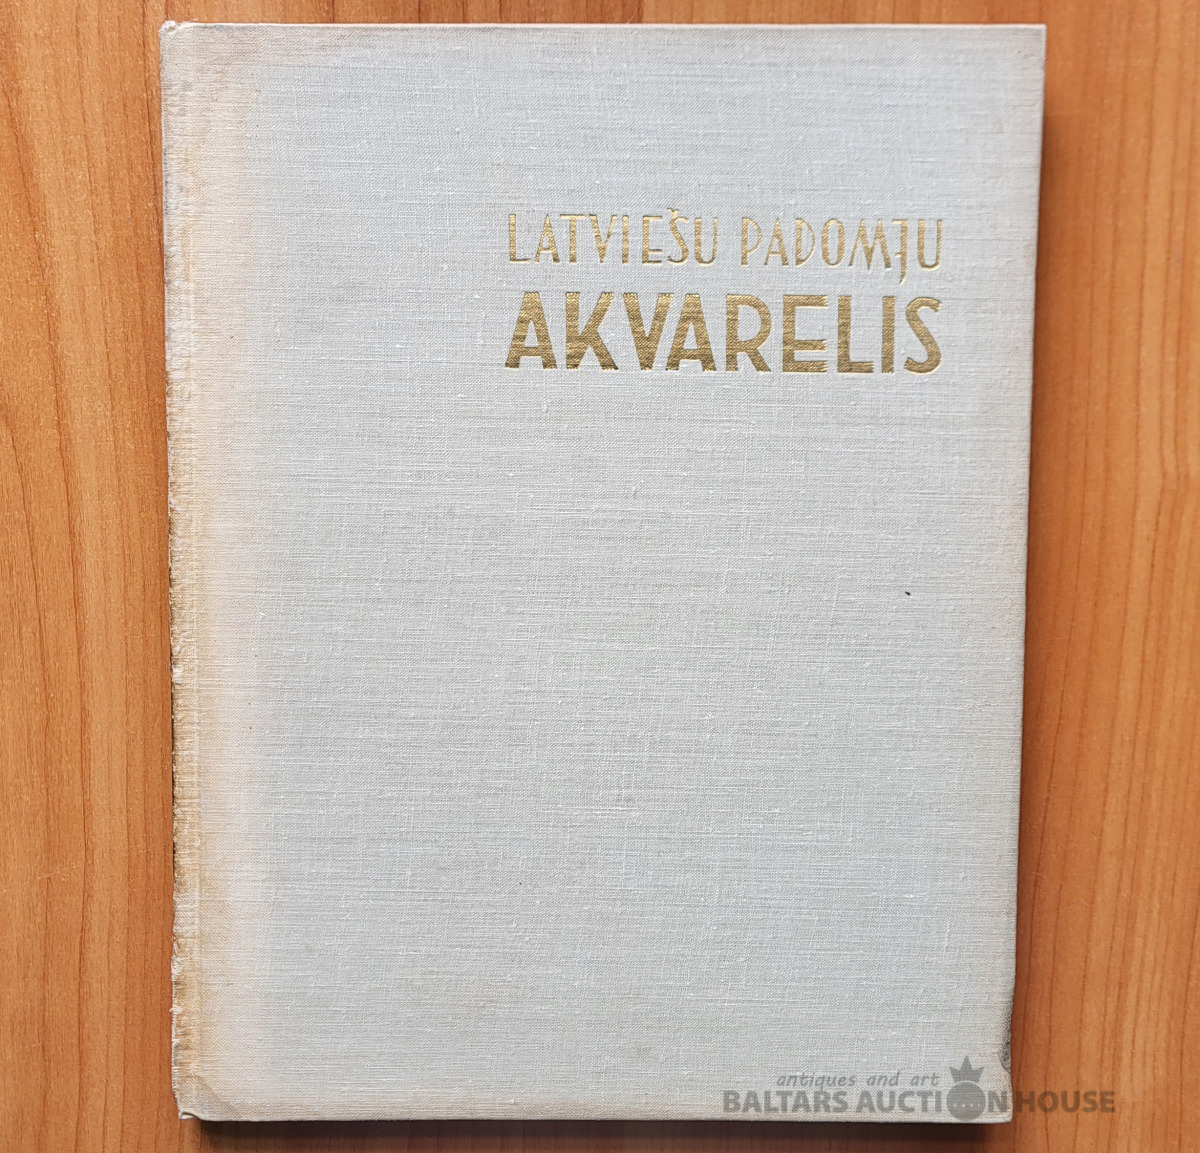 LATVIEŠU PADOMJU
AKVARELIS
antiques and art
BALTARS AUCTION HOUSE